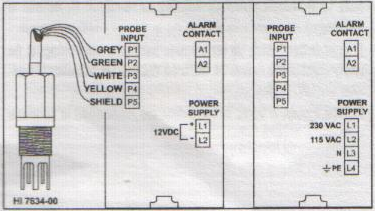 PROBE INPUT
GREY P1
GREEN P2
WHITE P3
YELLOW P4
SHIELD P5
ALARM CONTACT
A1
A2
POWER SUPPLY
12VDC
+ L1
- L2
HI 7634-00
PROBE INPUT
P1
P2
P3
P4
P5
ALARM CONTACT
A1
A2
POWER SUPPLY
230 VAC L1
115 VAC L2
N L3
PE L4